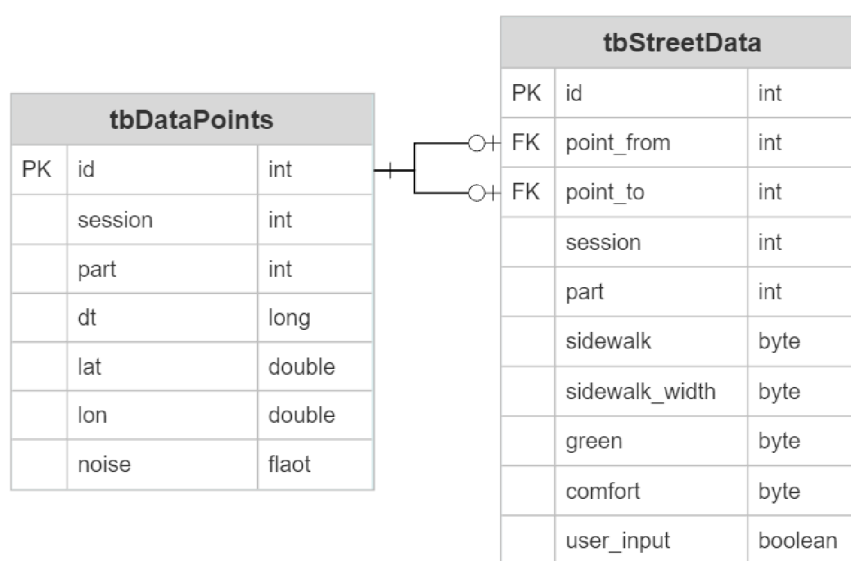 tbDataPoints
PK id int
session int
part int
dt long
lat double
lon double
noise flaot
tbStreetData
PK id int
FK point_from int
FK point_to int
session int
part int
sidewalk byte
sidewalk_width byte
green byte
comfort byte
user_input boolean